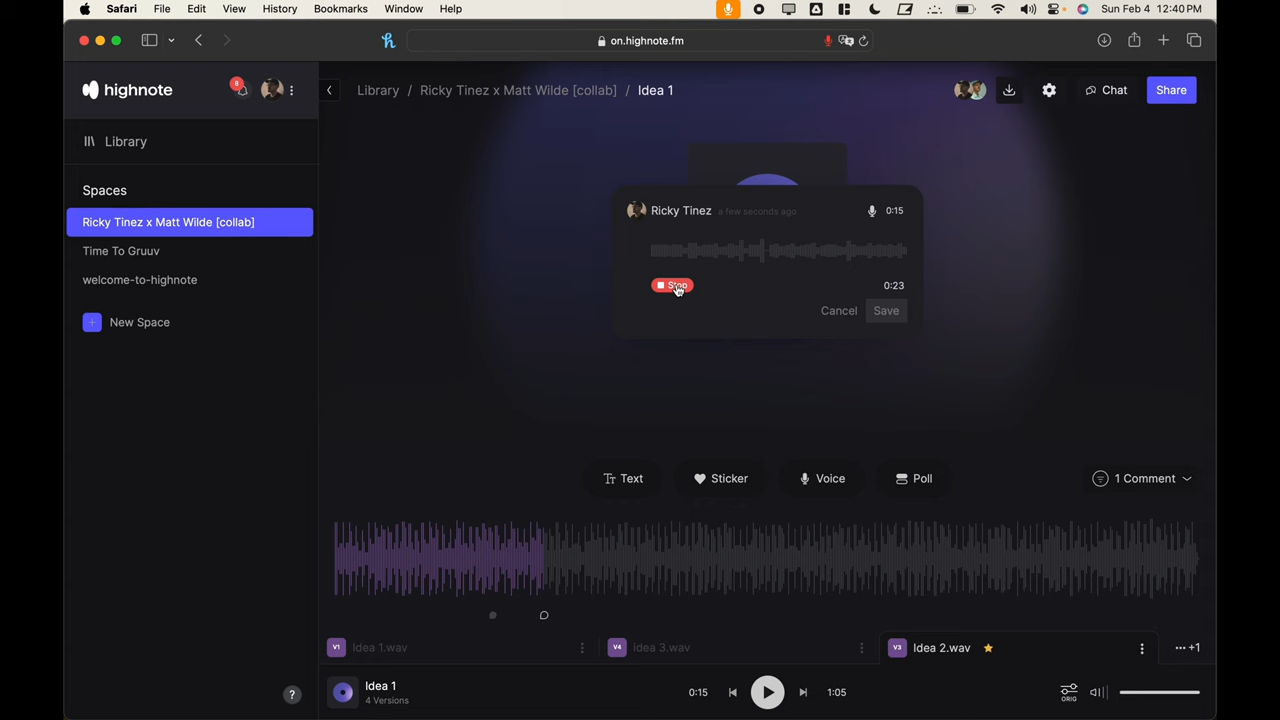 Safari File Edit View History Bookmarks Window Help Sun Feb 4 12:40 PM
on.highnote.fm
highnote 8
Library / Ricky Tinez x Matt Wilde [collab] / Idea 1 Chat Share
Library
Spaces
Ricky Tinez x Matt Wilde [collab]
Time To Gruuv
welcome-to-highnote
+ New Space
Ricky Tinez a few seconds ago 0:15
Stop 0:23
Cancel Save
Text Sticker Voice Poll 1 Comment
V1 Idea 1.wav V4 idea 3.wav V3 Idea 2.wav +1
Idea 1
4 Versions
0:15 1:05
ORIG
?